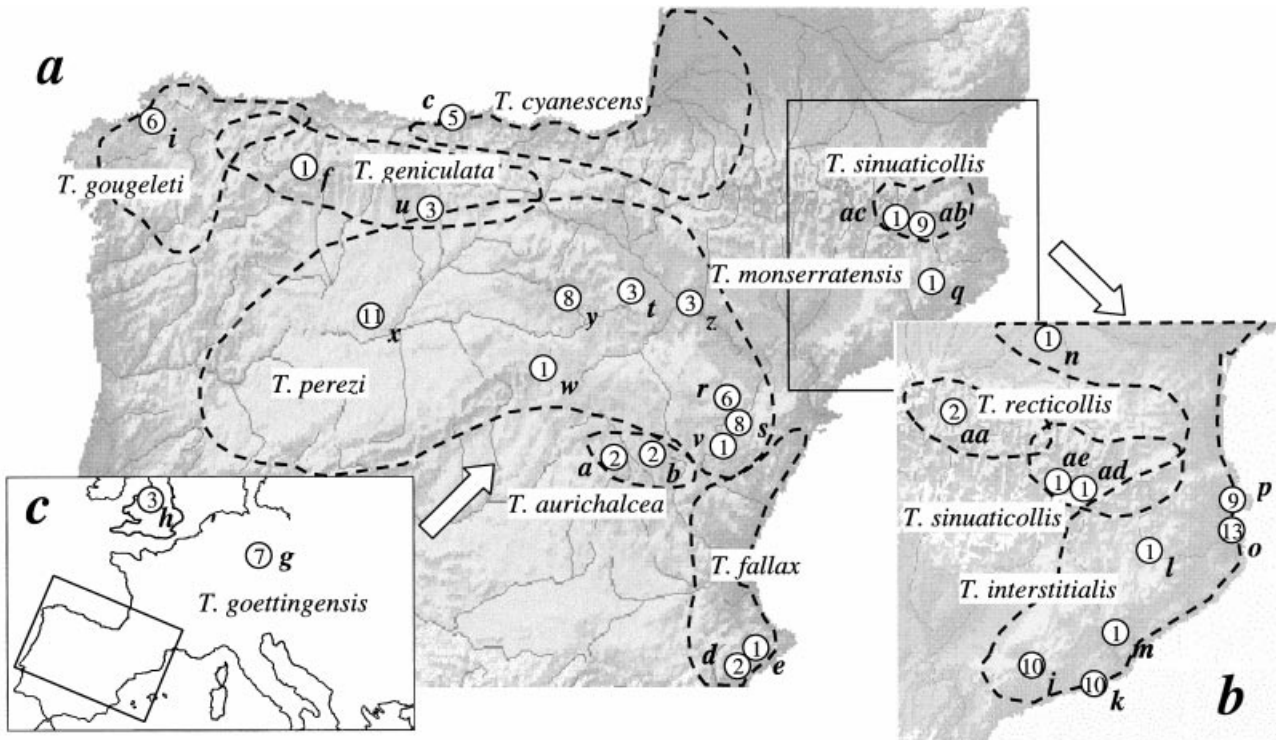 a
c
5
T. cyanescens
6
i
1
f
T. geniculata
T. gougeleti
u
3
T. sinuaticollis
ac
1
9
ab
T. monserratensis
1
q
8
y
3
t
3
z
11
x
T. perezi
1
w
r
6
8
s
v
1
a
2
2
b
T. aurichalcea
T. fallax
1
d
2
e
c
3
h
7
g
T. goettingensis
1
n
T. recticollis
2
aa
ae
ad
1
1
p
9
T. sinuaticollis
13
o
1
l
T. interstitialis
1
m
10
j
10
k
b